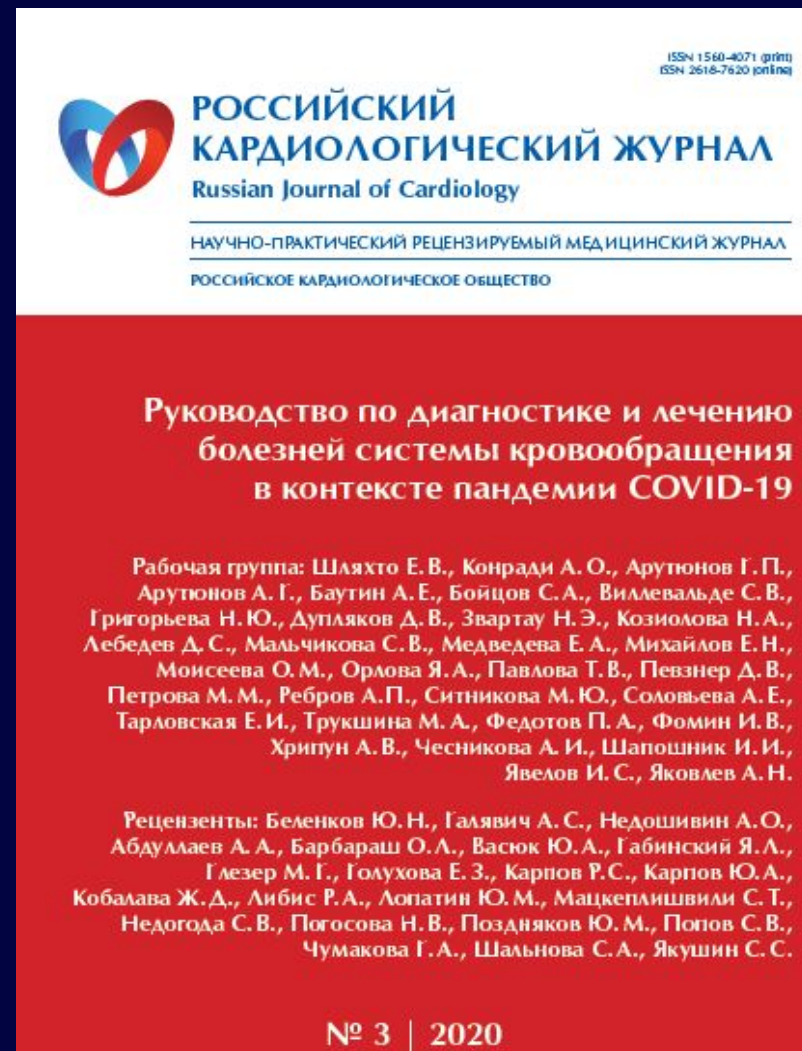 ISSN 1560-4071 (print)
ISSN 2618-7620 (online)
РОССИЙСКИЙ
КАРДИОЛОГИЧЕСКИЙ ЖУРНАЛ
Russian Journal of Cardiology
НАУЧНО-ПРАКТИЧЕСКИЙ РЕЦЕНЗИРУЕМЫЙ МЕДИЦИНСКИЙ ЖУРНАЛ
РОССИЙСКОЕ КАРДИОЛОГИЧЕСКОЕ ОБЩЕСТВО
Руководство по диагностике и лечению
болезней системы кровообращения
в контексте пандемии COVID-19
Рабочая группа: Шляхто Е. В., Конради А. О., Арутюнов Г. П.,
Арутюнов А. Г., Баутин А. Е., Бойцов С. А., Виллевальде С. В.,
Григорьева Н. Ю., Дупляков Д. В., Звартау Н. Э., Козиолова Н. А.,
Лебедев Д. С., Мальчикова С. В., Медведева Е. А., Михайлов Е. Н.,
Моисеева О. М., Орлова Я. А., Павлова Т. В., Певзнер Д. В.,
Петрова М. М., Ребров А. П., Ситникова М. Ю., Соловьева А. Е.,
Тарловская Е. И., Трукшина М. А., Федотов П. А., Фомин И. В.,
Хрипун А. В., Чесникова А. И., Шапошник И. И.,
Явелов И. С., Яковлев А. Н.
Рецензенты: Беленков Ю. Н., Галявич А. С., Недошивин А. О.,
Абдуллаев А. А., Барбараш О. Л., Васюк Ю. А., Габинский Я. Л.,
Глезер М. Г., Голухова Е. З., Карпов Р. С., Карпов Ю. А.,
Кобалава Ж. Д., Либис Р. А., Лопатин Ю. М., Мацкеплишвили С. Т.,
Недогода С. В., Погосова Н. В., Поздняков Ю. М., Попов С. В.,
Чумакова Г. А., Шальнова С. А., Якушин С. С.
№ 3 | 2020